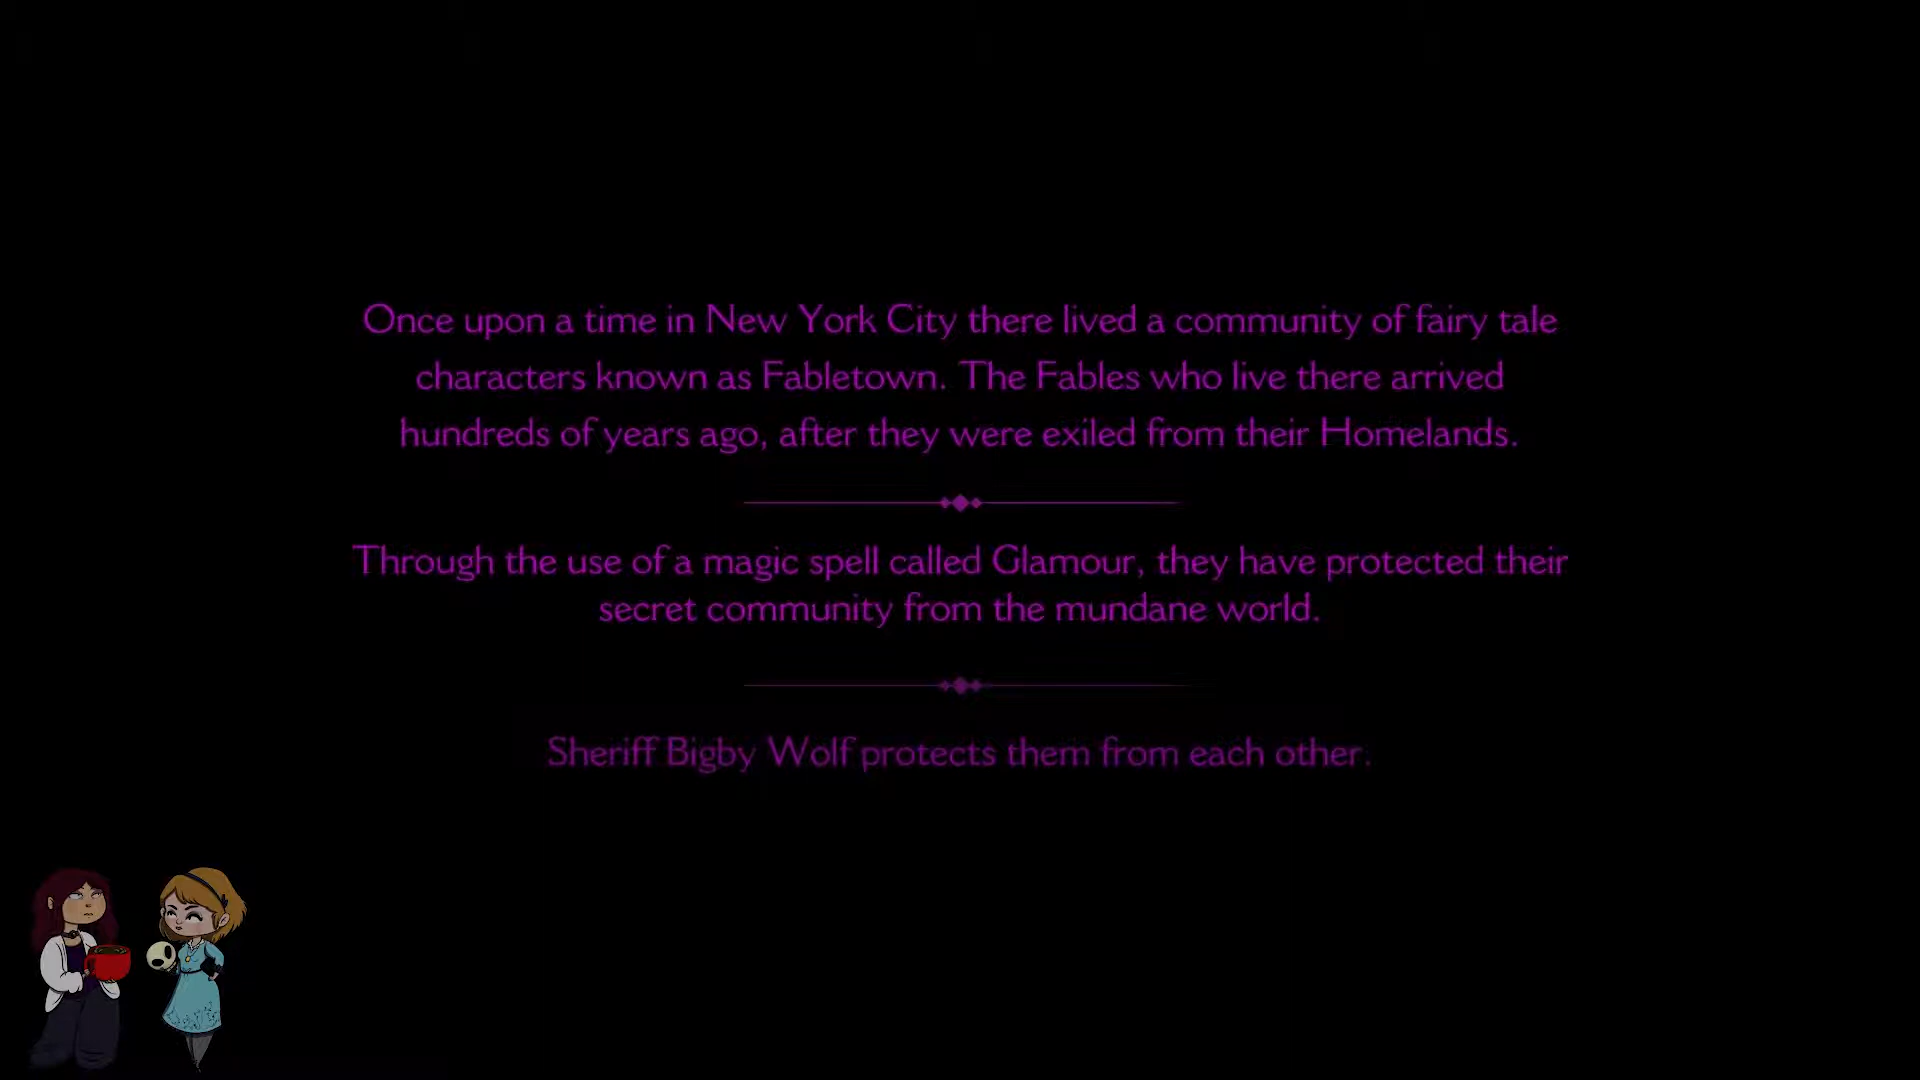 Once upon a time in New York City there lived a community of fairy tale
characters known as Fabletown. The Fables who live there arrived
hundreds of years ago, after they were exiled from their Homelands.
Through the use of a magic spell called Glamour, they have protected their
secret community from the mundane world.
Sheriff Bigby Wolf protects them from each other.